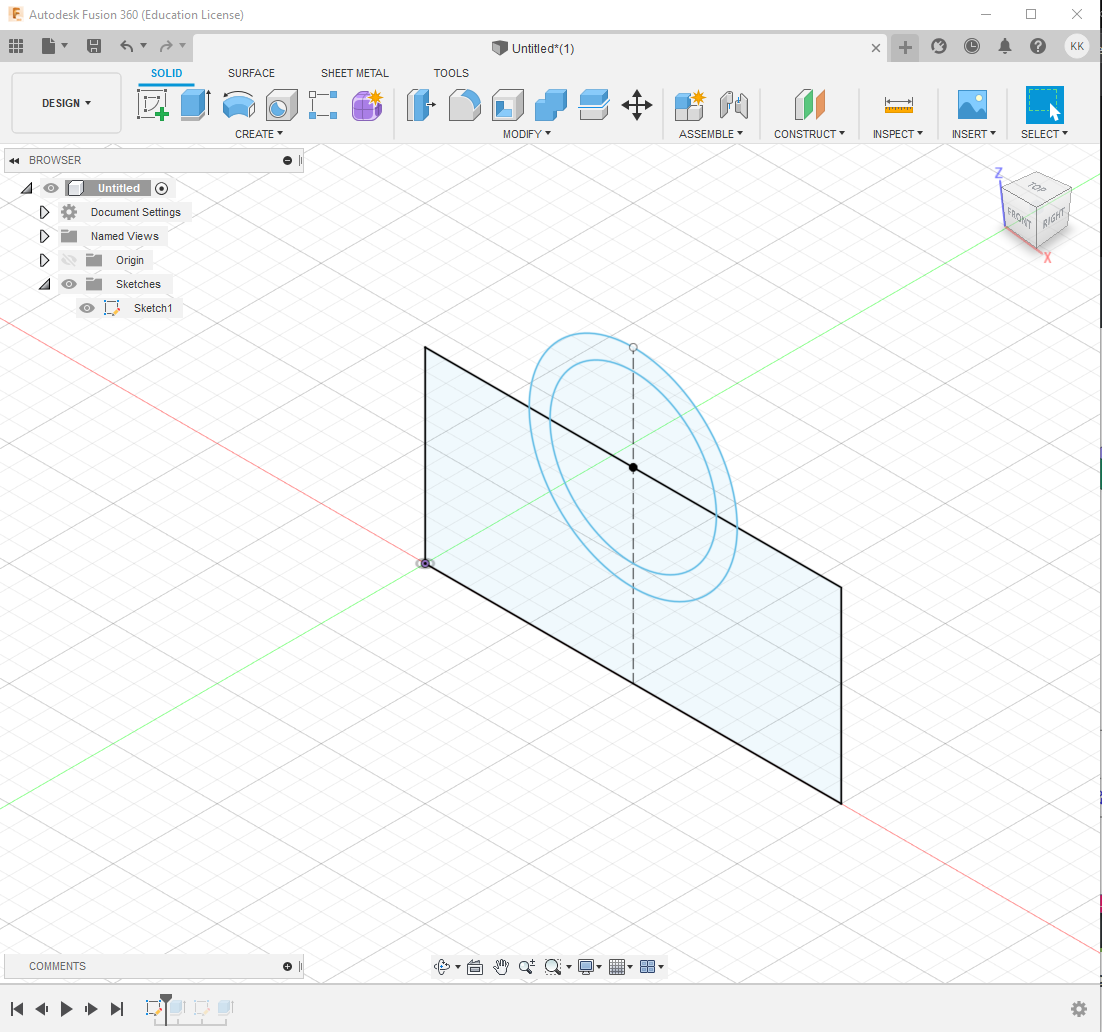 Autodesk Fusion 360 (Education License)
Untitled*(1)
KK
SOLID SURFACE SHEET METAL TOOLS
DESIGN
CREATE MODIFY ASSEMBLE CONSTRUCT INSPECT INSERT SELECT
BROWSER
Untitled
Document Settings
Named Views
Origin
Sketches
Sketch1
Z
TOP
FRONT RIGHT
X
COMMENTS